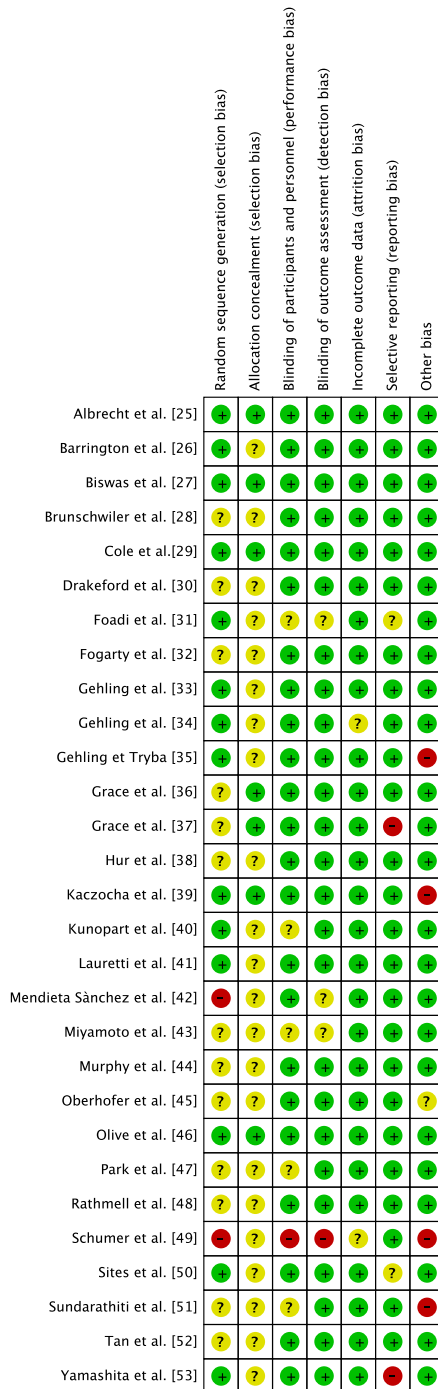 Random sequence generation (selection bias)
Allocation concealment (selection bias)
Blinding of participants and personnel (performance bias)
Blinding of outcome assessment (detection bias)
Incomplete outcome data (attrition bias)
Selective reporting (reporting bias)
Other bias
Albrecht et al. [25] + + + + + + +
Barrington et al. [26] + ? + + + + +
Biswas et al. [27] + + + + + + +
Brunschwiler et al. [28] ? ? + + + + +
Cole et al.[29] + + + + + + +
Drakeford et al. [30] ? ? + + + + +
Foadi et al. [31] + ? ? ? + ? +
Fogarty et al. [32] ? ? + + + + +
Gehling et al. [33] + ? + + + + +
Gehling et al. [34] + ? + + ? + +
Gehling et Tryba [35] + ? + + + + -
Grace et al. [36] ? + + + + + +
Grace et al. [37] ? + + + + - +
Hur et al. [38] ? ? + + + + +
Kaczocha et al. [39] + + + + + + -
Kunopart et al. [40] + ? ? + + + +
Lauretti et al. [41] + ? + + + + +
Mendieta Sànchez et al. [42] - ? + ? + + +
Miyamoto et al. [43] ? ? ? ? + + +
Murphy et al. [44] ? ? + + + + +
Oberhofer et al. [45] ? ? + + + + ?
Olive et al. [46] + + + + + + +
Park et al. [47] ? ? ? + + + +
Rathmell et al. [48] ? ? + + + + +
Schumer et al. [49] - ? - - ? + -
Sites et al. [50] + ? + + + ? +
Sundarathiti et al. [51] ? ? ? + + + -
Tan et al. [52] ? ? + + + + +
Yamashita et al. [53] + ? + + + - +